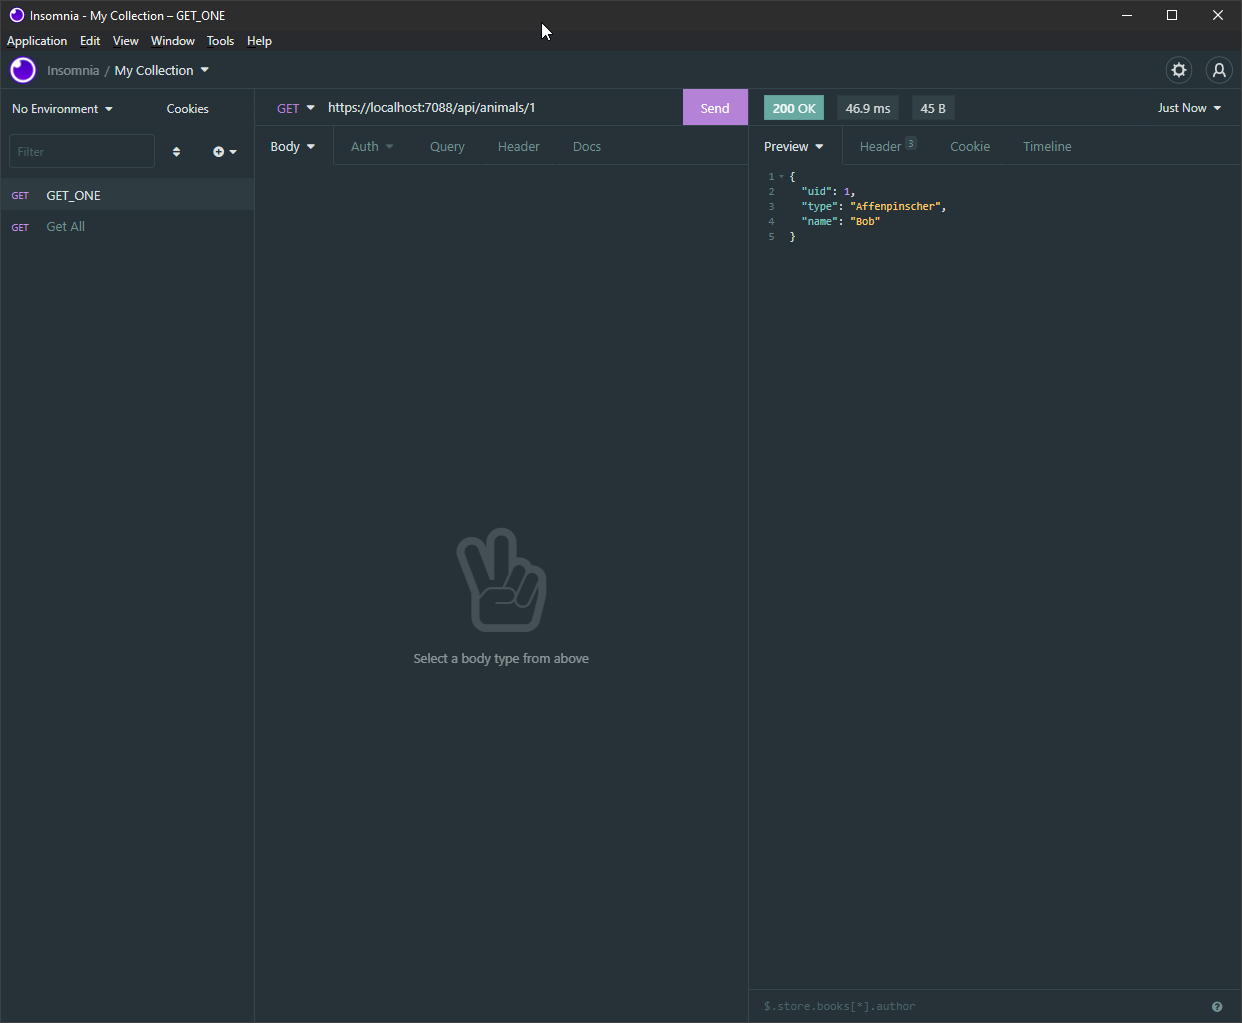 Insomnia - My Collection – GET_ONE
Application Edit View Window Tools Help
Insomnia / My Collection
No Environment Cookies
GET https://localhost:7088/api/animals/1 Send
200 OK 46.9 ms 45 B Just Now
Filter
Body Auth Query Header Docs
Preview Header 3 Cookie Timeline
GET GET_ONE
GET Get All
1 {
2 "uid": 1,
3 "type": "Affenpinscher",
4 "name": "Bob"
5 }
Select a body type from above
$.store.books[*].author
?